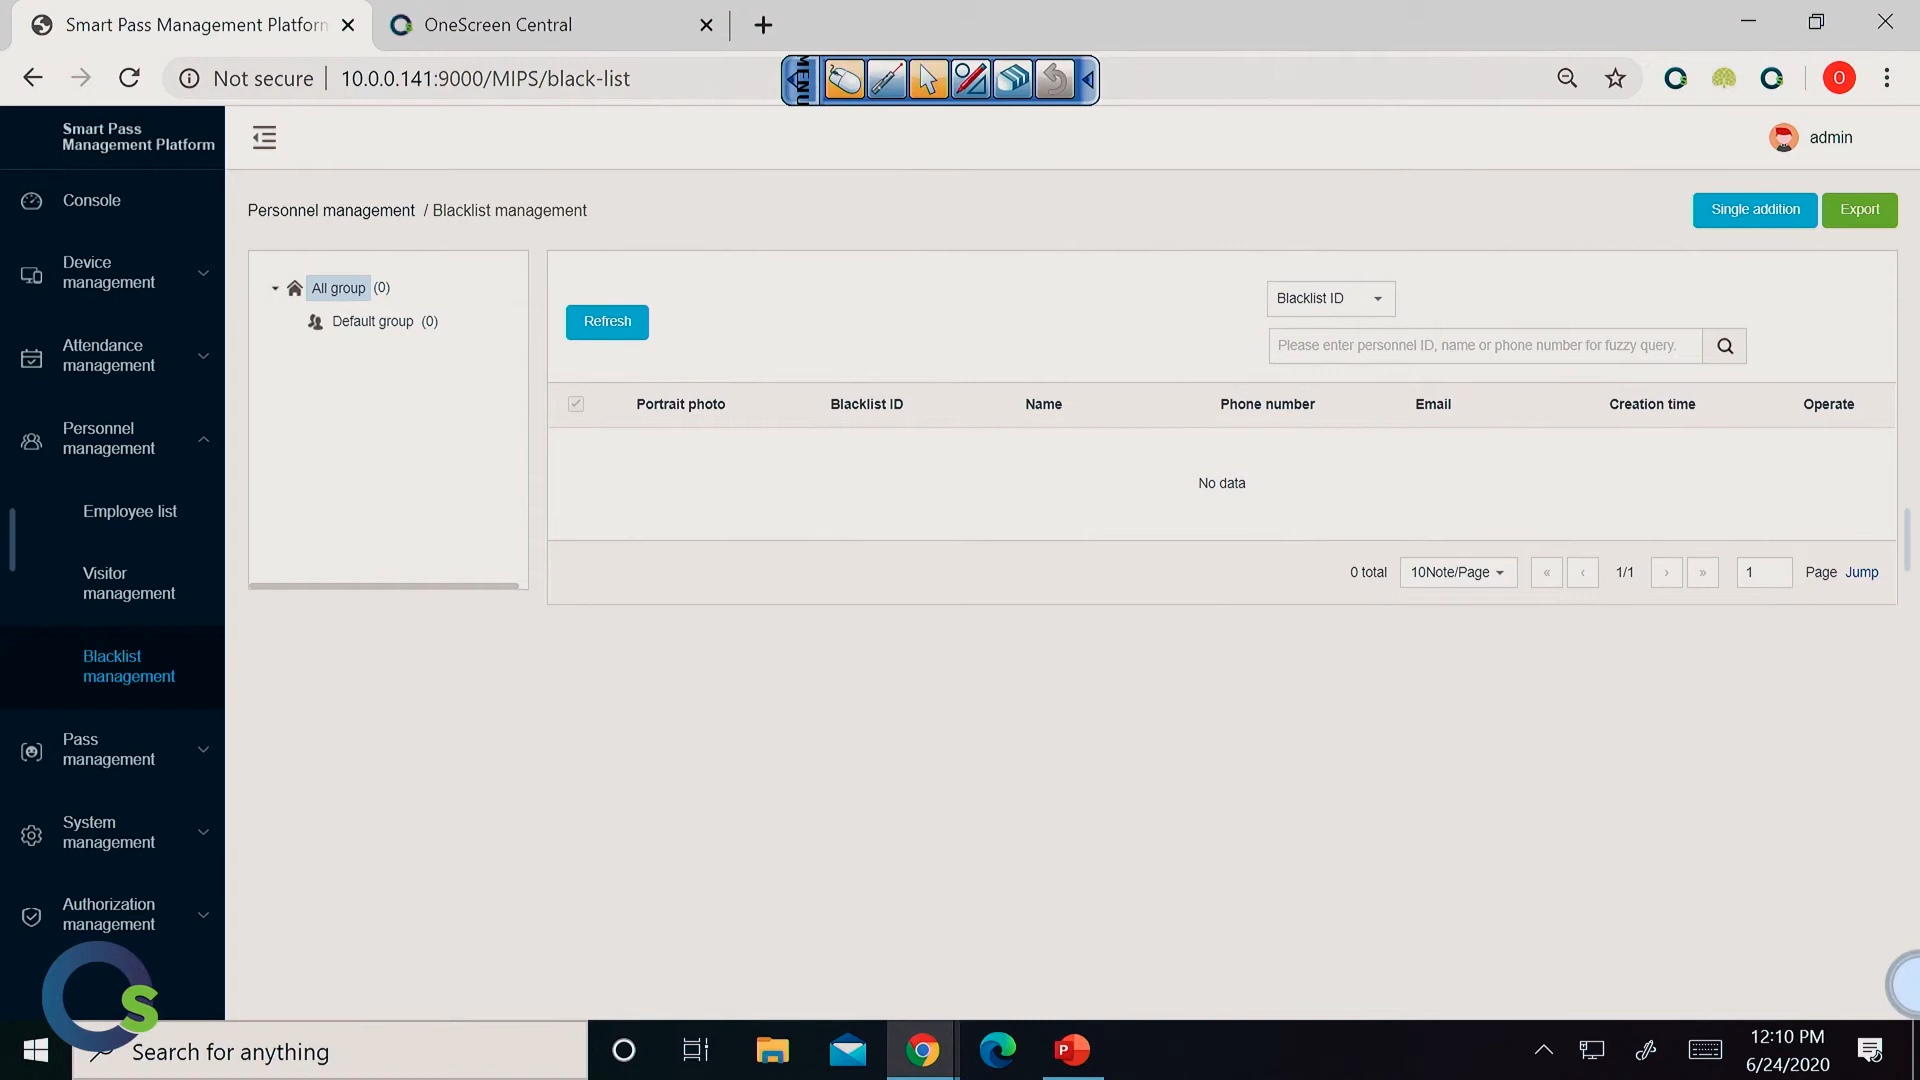 Smart Pass Management Platform
OneScreen Central
Not secure
10.0.0.141:9000/MIPS/black-list
MENU
O
Smart Pass
Management Platform
admin
Console
Device
management
Attendance
management
Personnel
management
Employee list
Visitor
management
Blacklist
management
Pass
management
System
management
Authorization
management
Personnel management / Blacklist management
Single addition
Export
All group (0)
Default group (0)
Refresh
Blacklist ID
Please enter personnel ID, name or phone number for fuzzy query.
Portrait photo Blacklist ID Name Phone number Email Creation time Operate
No data
0 total 10Note/Page « ‹ 1/1 › » 1 Page Jump
S
Search for anything
P
12:10 PM
6/24/2020